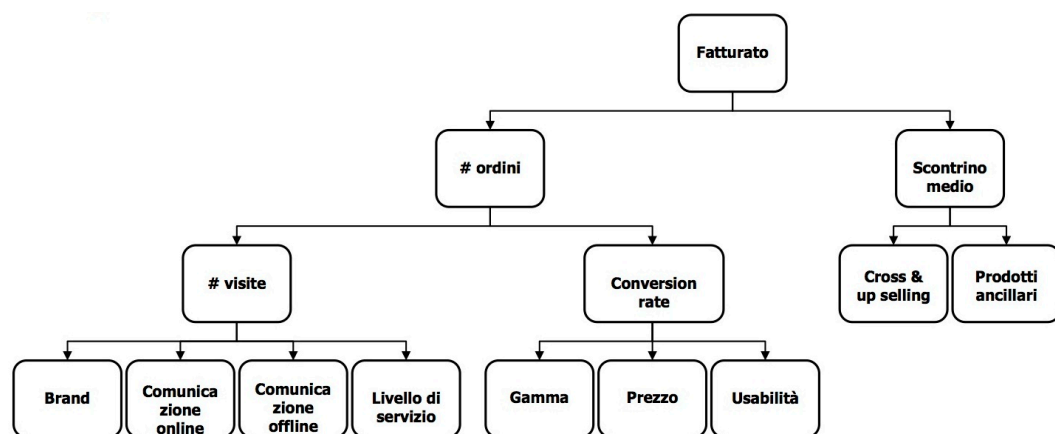 Fatturato
# ordini
Scontrino
medio
# visite
Conversion
rate
Cross &
up selling
Prodotti
ancillari
Brand
Comunica
zione
online
Comunica
zione
offline
Livello di
servizio
Gamma
Prezzo
Usabilità